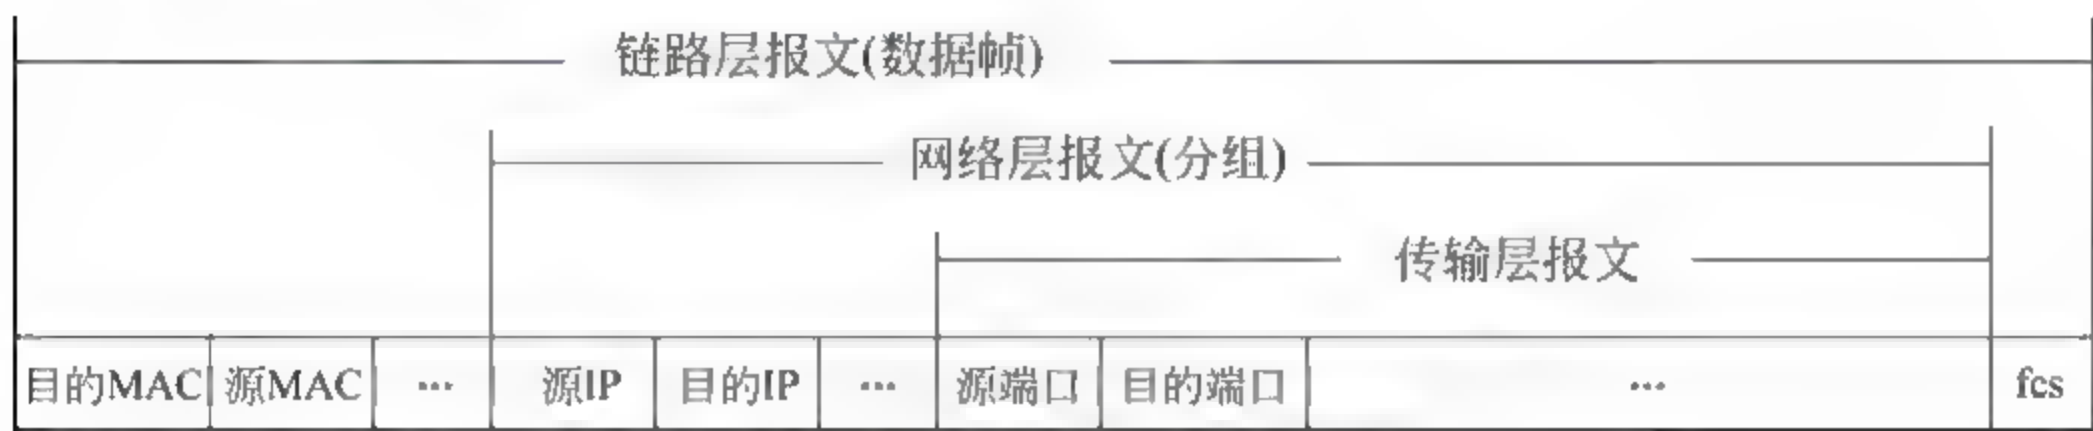 链路层报文(数据帧)
网络层报文(分组)
传输层报文
目的MAC 源MAC … 源IP 目的IP … 源端口 目的端口 … fcs